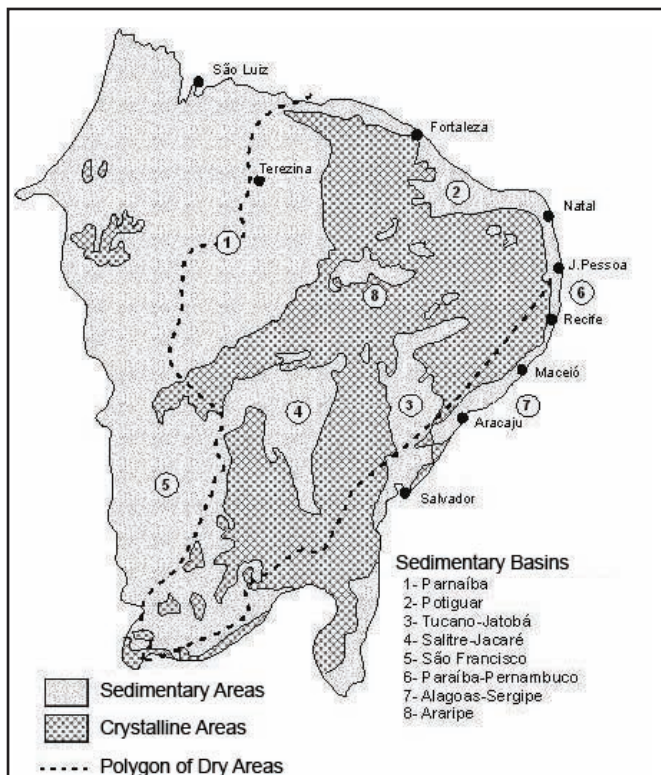 São Luiz
Fortaleza
Terezina
2
Natal
1
J.Pessoa
8
6
Recife
Maceió
4
3
7
Aracaju
5
Salvador
Sedimentary Basins
1- Parnaíba
2- Potiguar
3- Tucano-Jatobá
4- Salitre-Jacaré
5- São Francisco
6- Paraíba-Pernambuco
7- Alagoas-Sergipe
8- Araripe
Sedimentary Areas
Crystalline Areas
Polygon of Dry Areas